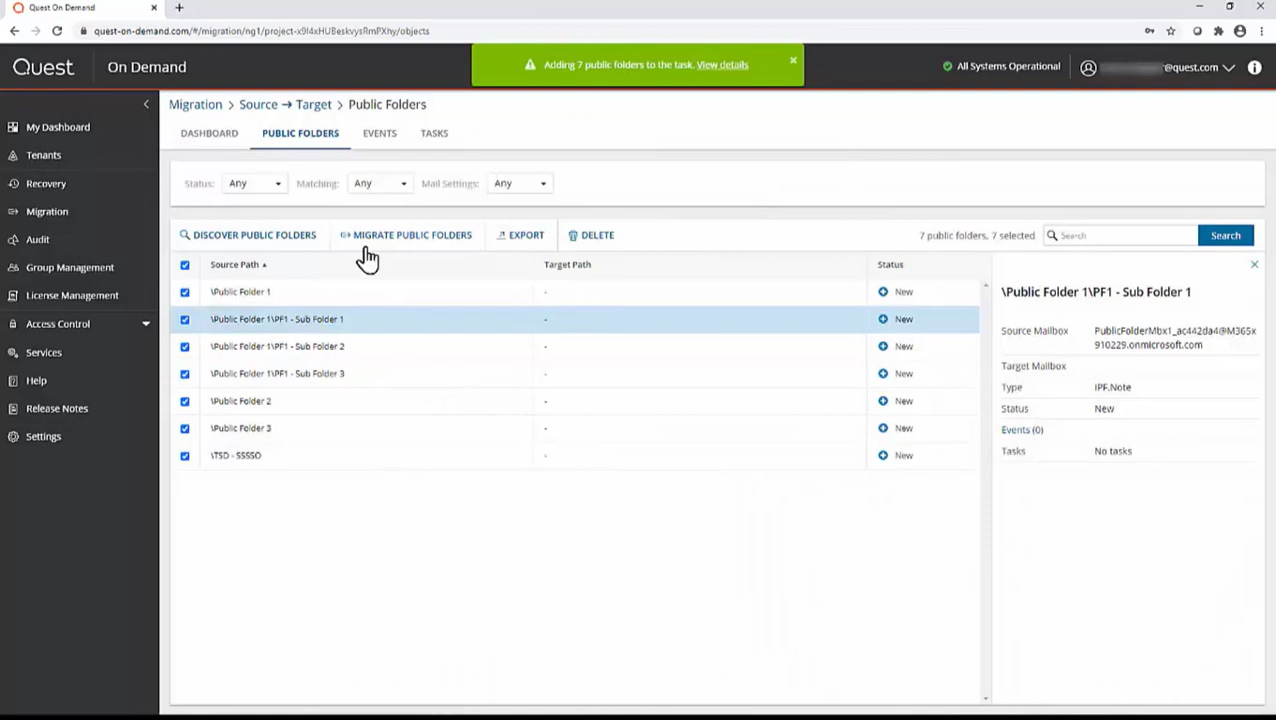 Quest On Demand
quest-on-demand.com/#/migration/ng1/project-x9I4xHUBeskvysRmPXhy/objects
Quest On Demand
Adding 7 public folders to the task. View details
All Systems Operational
@quest.com
Migration > Source → Target > Public Folders
DASHBOARD PUBLIC FOLDERS EVENTS TASKS
My Dashboard
Tenants
Recovery
Migration
Audit
Group Management
License Management
Access Control
Services
Help
Release Notes
Settings
Status: Any Matching: Any Mail Settings: Any
DISCOVER PUBLIC FOLDERS MIGRATE PUBLIC FOLDERS EXPORT DELETE 7 public folders, 7 selected Search Search
Source Path Target Path Status
\Public Folder 1 - New
\Public Folder 1\PF1 - Sub Folder 1 - New
\Public Folder 1\PF1 - Sub Folder 2 - New
\Public Folder 1\PF1 - Sub Folder 3 - New
\Public Folder 2 - New
\Public Folder 3 - New
\TSD - SSSSO - New
\Public Folder 1\PF1 - Sub Folder 1
Source Mailbox PublicFolderMbx1_ac442da4@M365x
910229.onmicrosoft.com
Target Mailbox
Type IPF.Note
Status New
Events (0)
Tasks No tasks